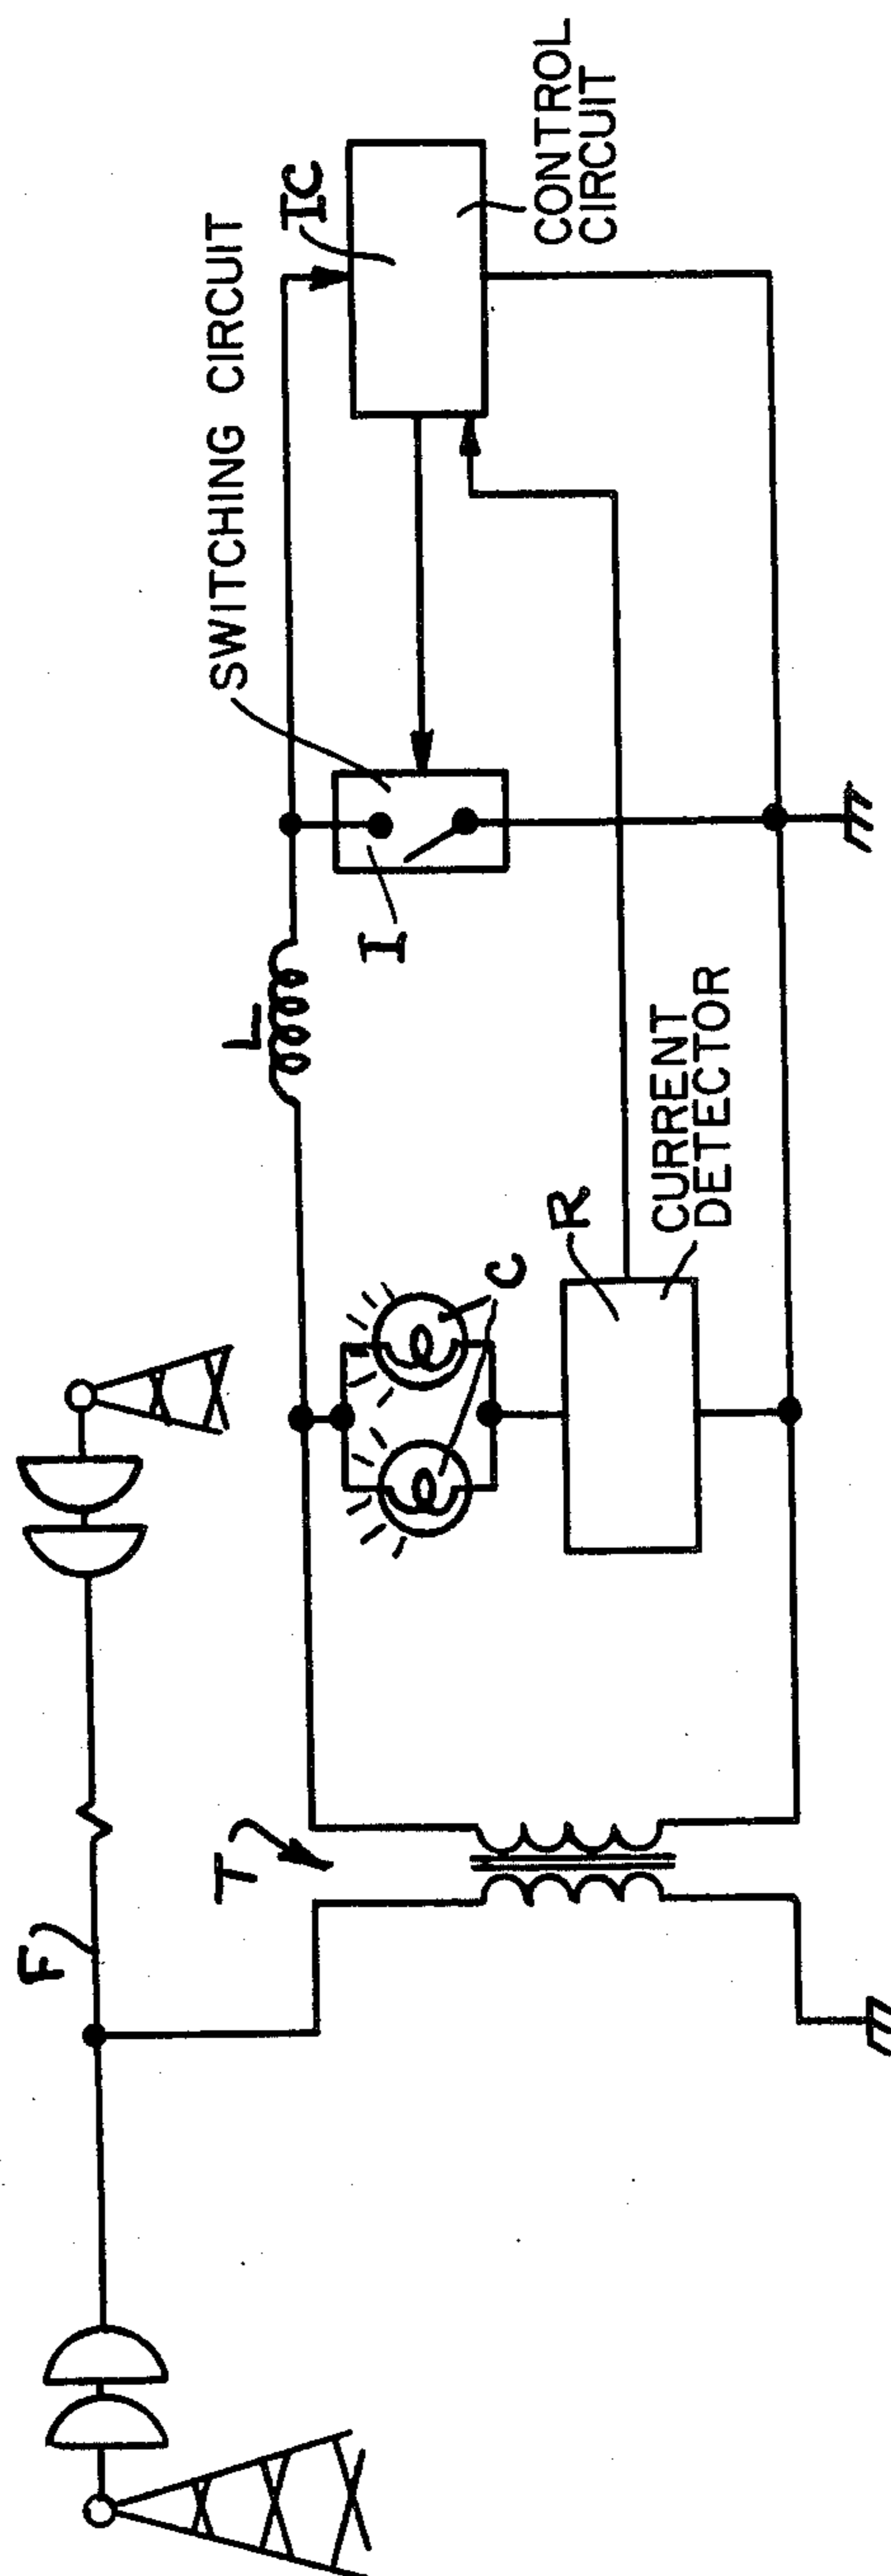 F
T
L
SWITCHING CIRCUIT
IC
I
C
R
CURRENT
DETECTOR
CONTROL
CIRCUIT